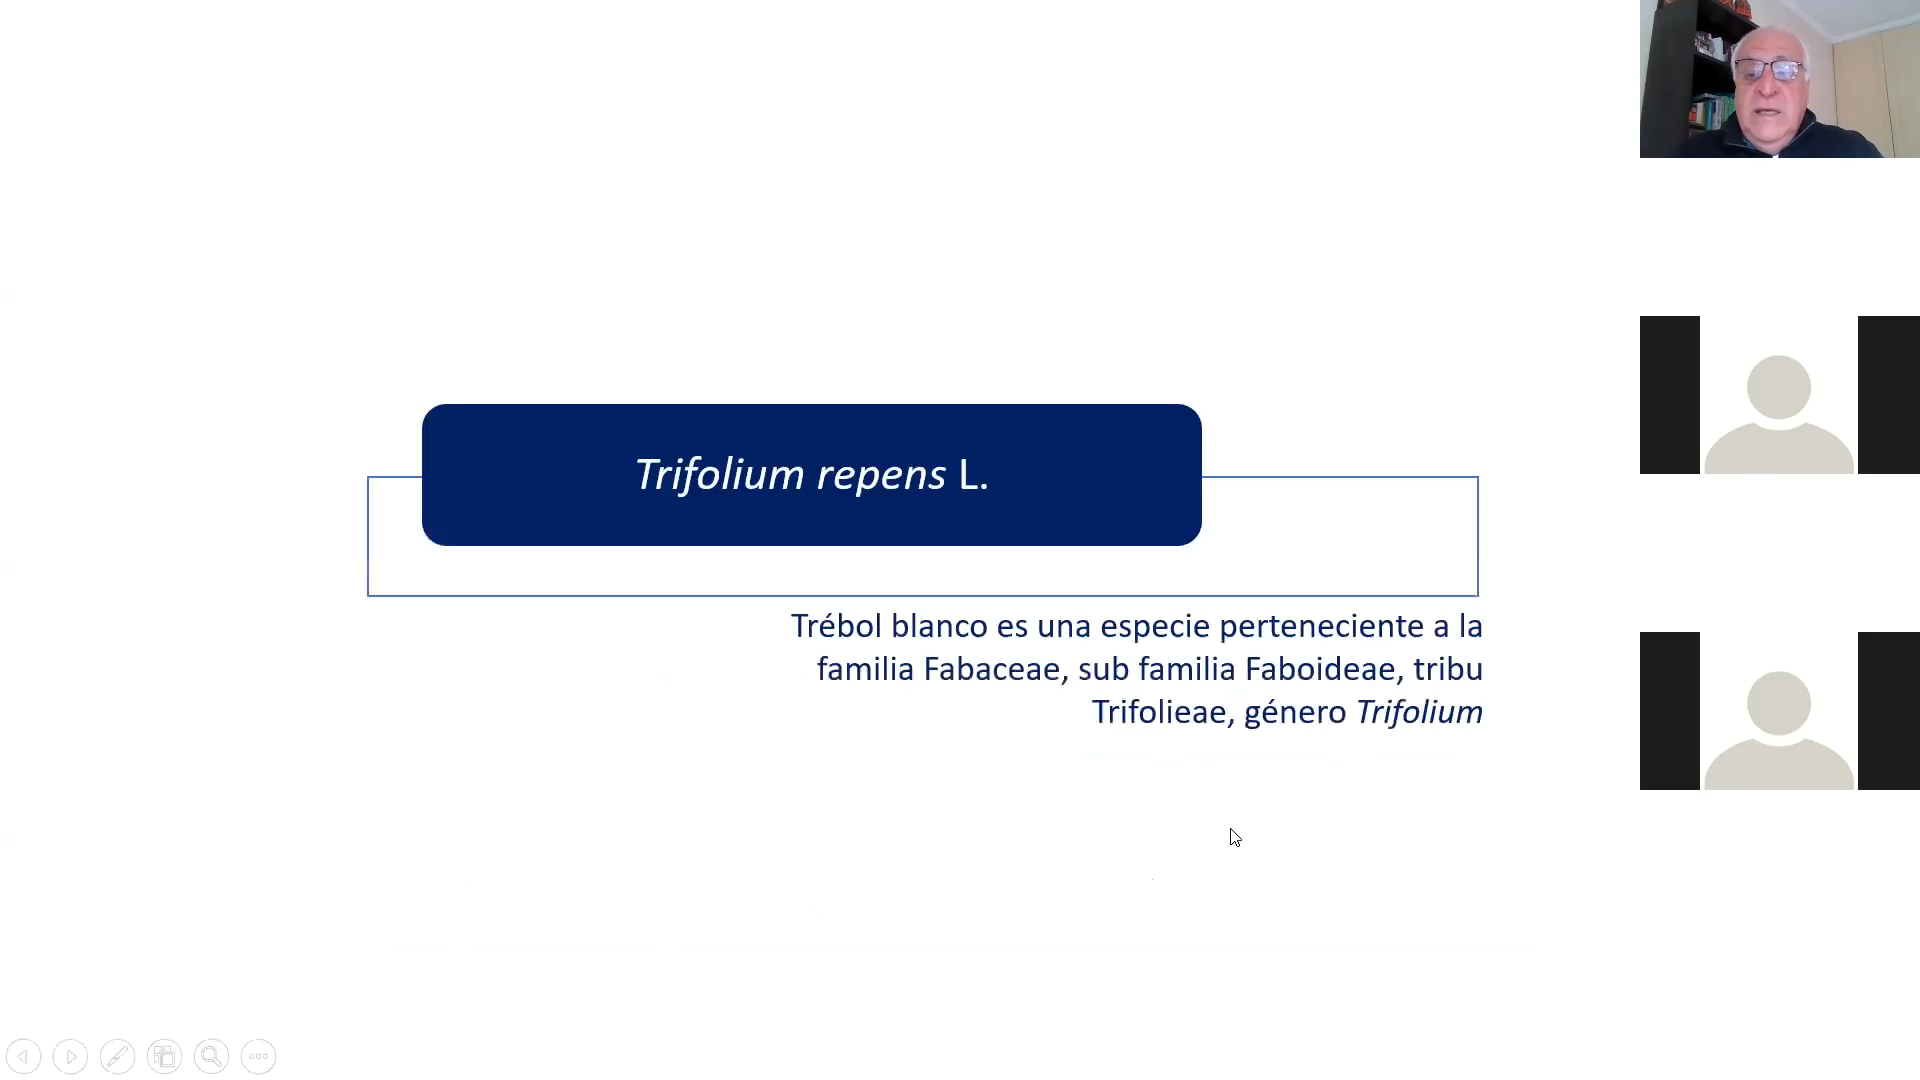 Trifolium repens L.
Trébol blanco es una especie perteneciente a la
familia Fabaceae, sub familia Faboideae, tribu
Trifolieae, género Trifolium